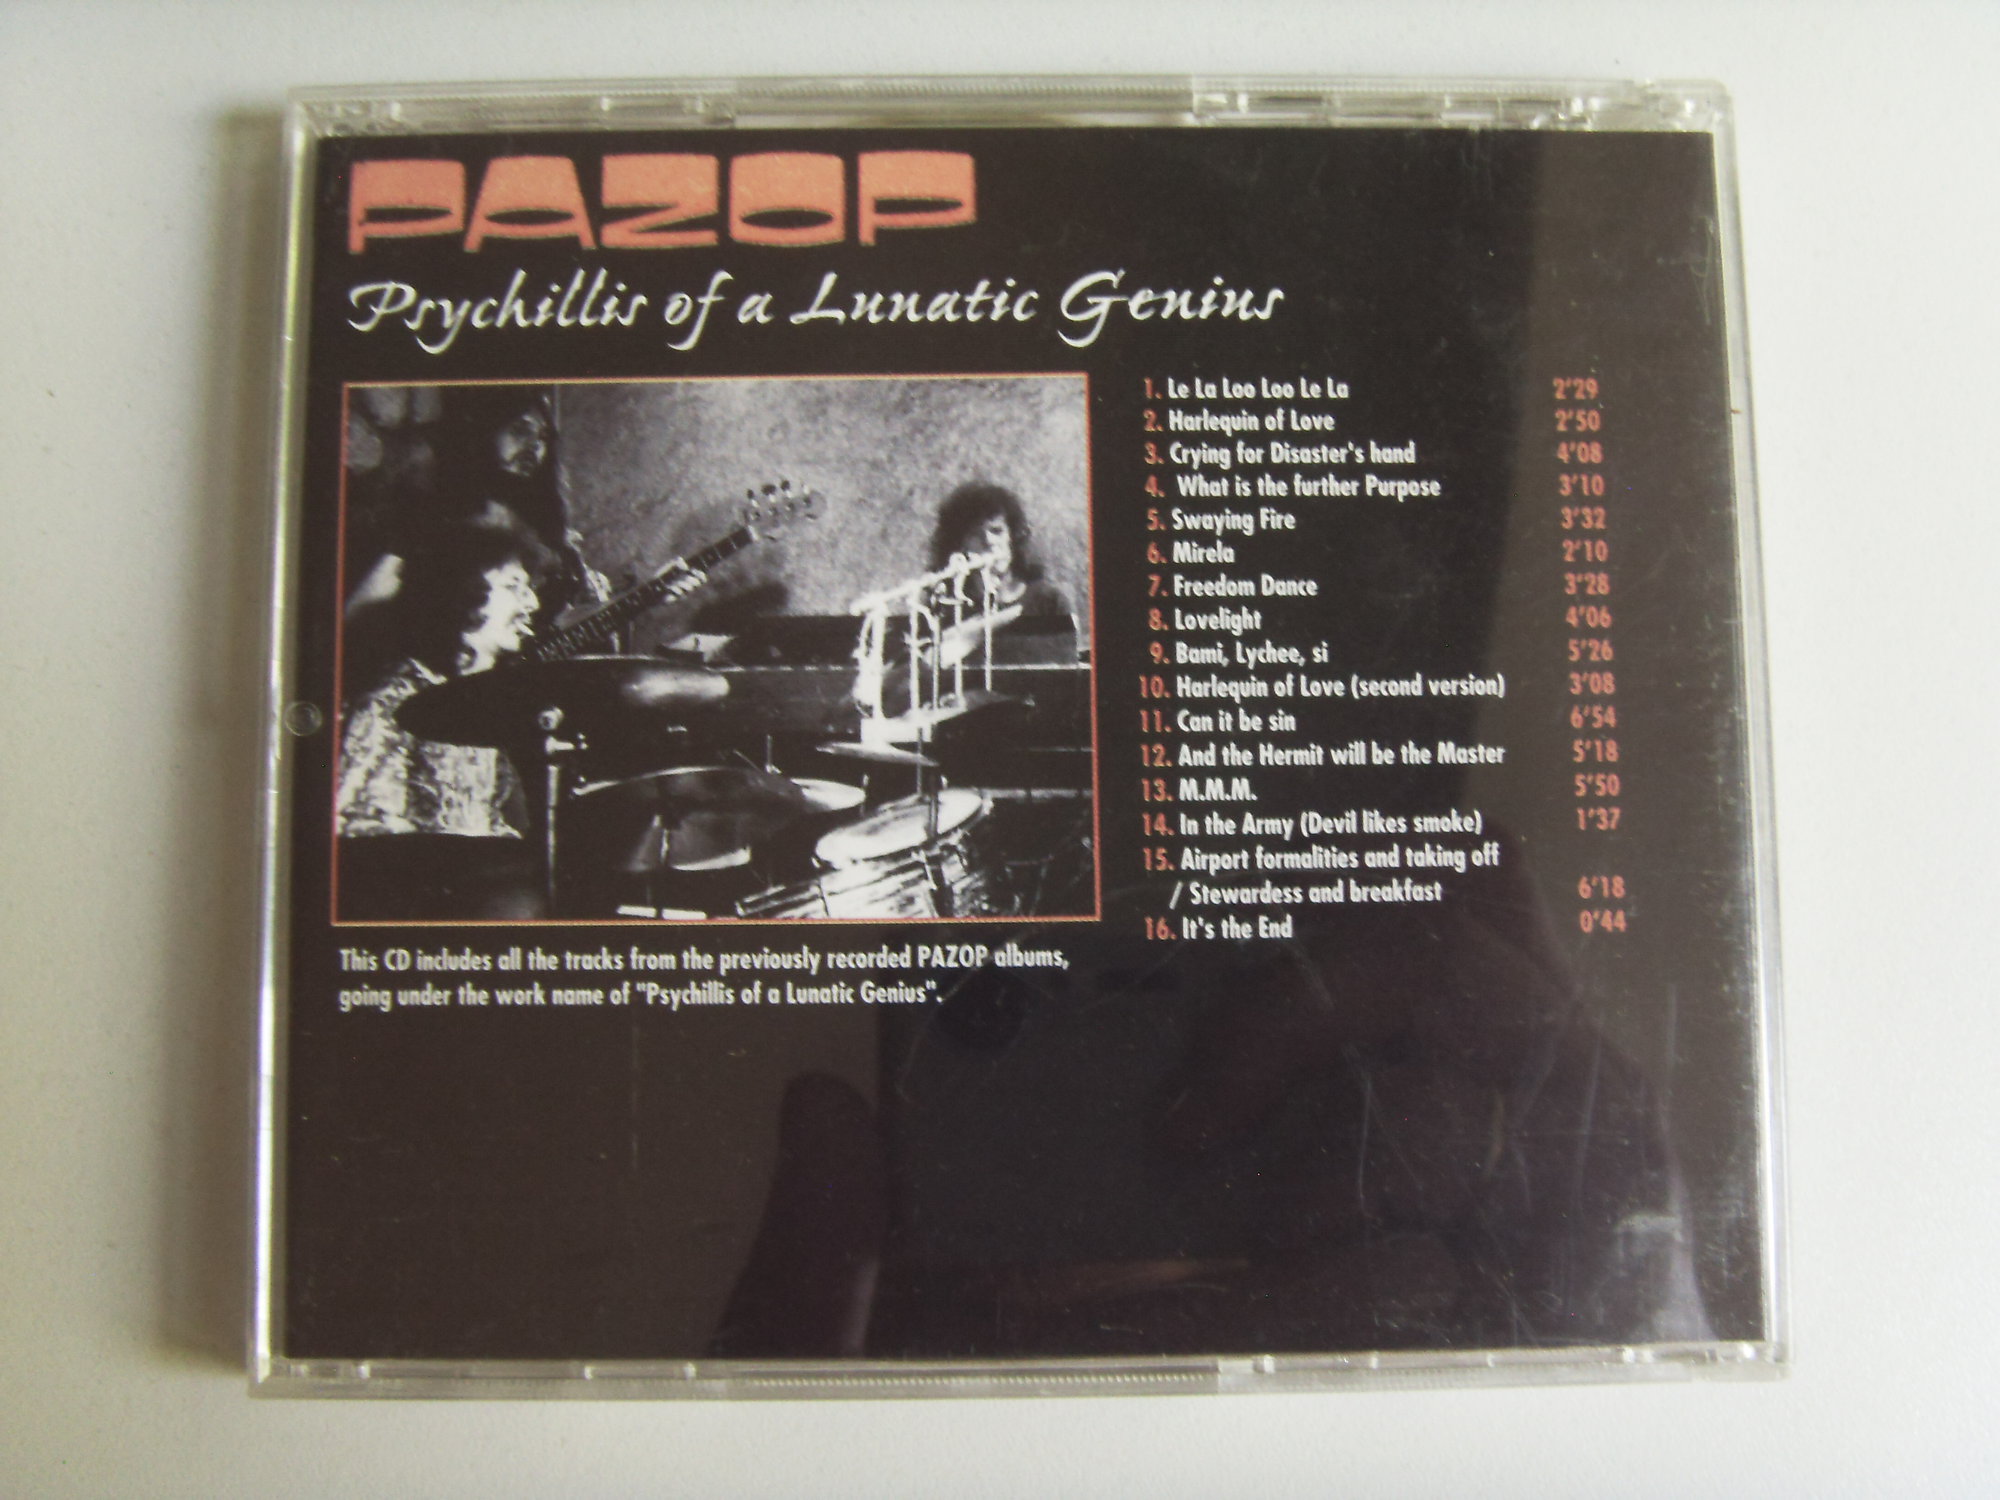 PAZOP
Psychillis of a Lunatic Genius
1. Le La Loo Loo Le La 2'29
2. Harlequin of Love 2'50
3. Crying for Disaster's hand 4'08
4. What is the further Purpose 3'10
5. Swaying Fire 3'32
6. Mirela 2'10
7. Freedom Dance 3'28
8. Lovelight 4'06
9. Bami, Lychee, si 5'26
10. Harlequin of Love (second version) 3'08
11. Can it be sin 6'54
12. And the Hermit will be the Master 5'18
13. M.M.M. 5'50
14. In the Army (Devil likes smoke) 1'37
15. Airport formalities and taking off
/ Stewardess and breakfast 6'18
16. It's the End 0'44
This CD includes all the tracks from the previously recorded PAZOP albums,
going under the work name of "Psychillis of a Lunatic Genius".